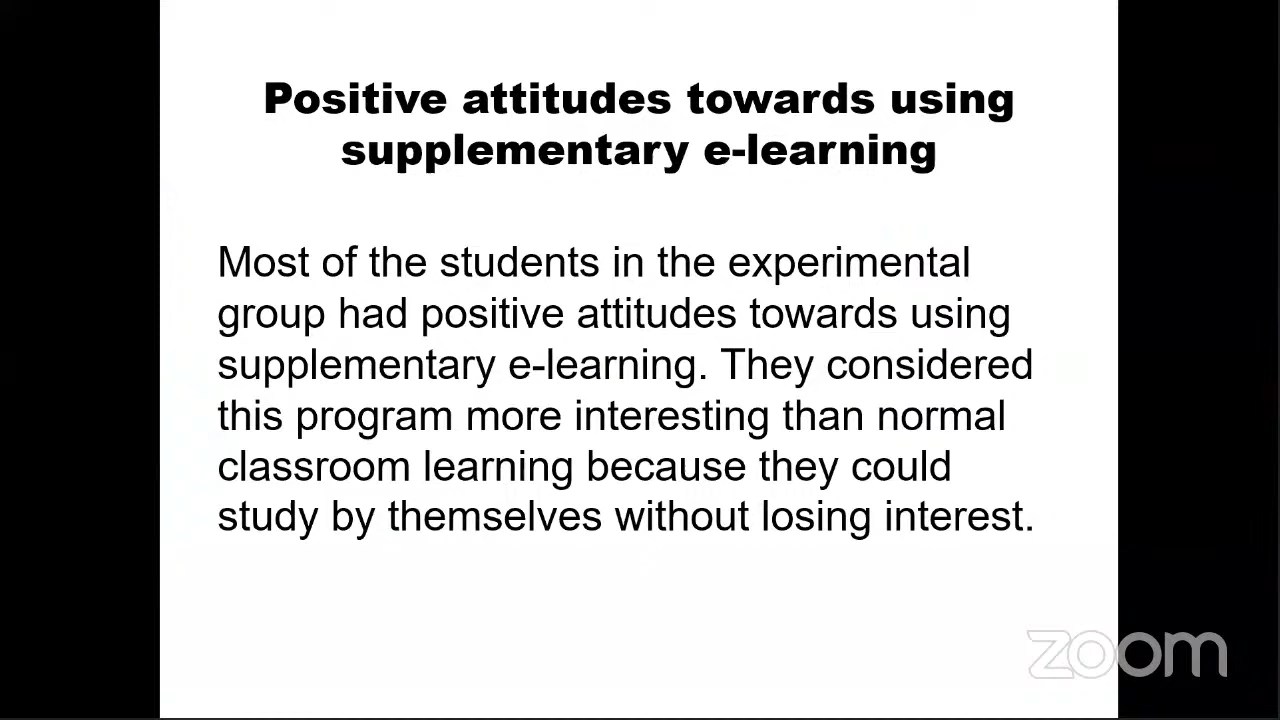 Positive attitudes towards using
supplementary e-learning
Most of the students in the experimental
group had positive attitudes towards using
supplementary e-learning. They considered
this program more interesting than normal
classroom learning because they could
study by themselves without losing interest.
zoom